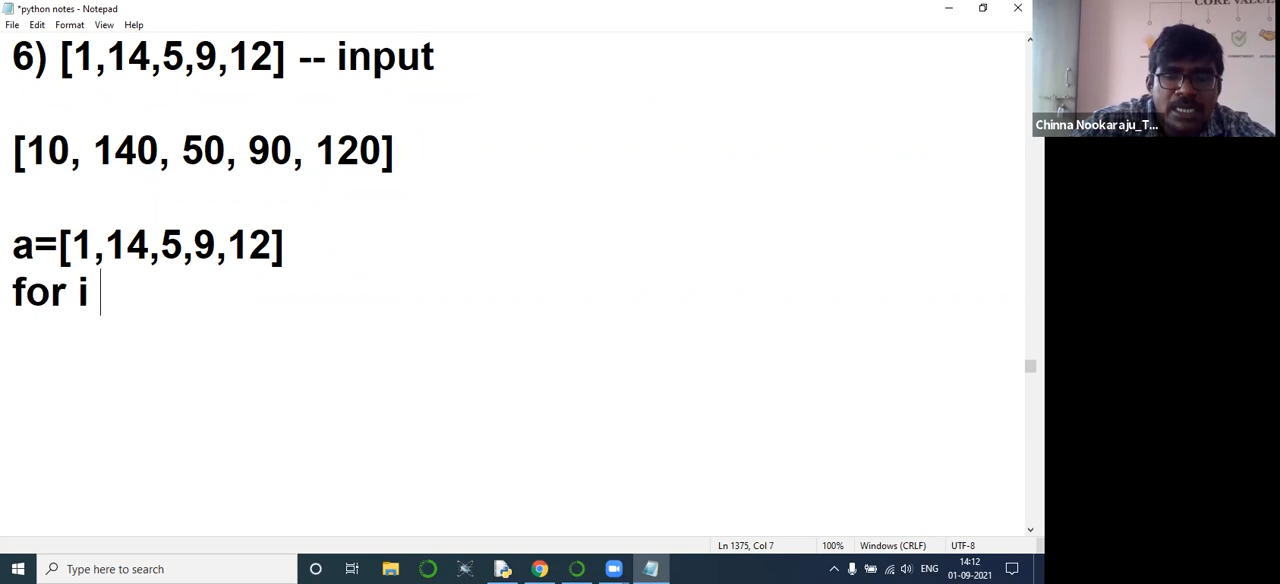 *python notes - Notepad
File Edit Format View Help
6) [1,14,5,9,12] -- input
[10, 140, 50, 90, 120]
a=[1,14,5,9,12]
for i
CORE VALUES
Chinna Nookaraju_T...
Ln 1375, Col 7 100% Windows (CRLF) UTF-8
Type here to search
ENG
14:12
01-09-2021